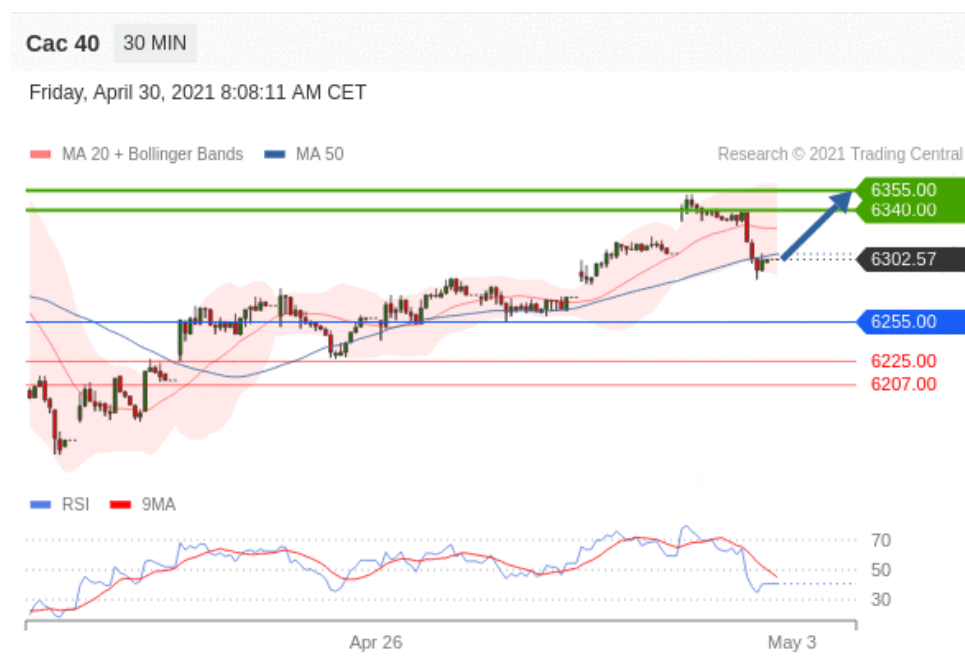 Cac 40 30 MIN
Friday, April 30, 2021 8:08:11 AM CET
MA 20 + Bollinger Bands MA 50 Research © 2021 Trading Central
6355.00
6340.00
6302.57
6255.00
6225.00
6207.00
RSI 9MA
70
50
30
Apr 26 May 3